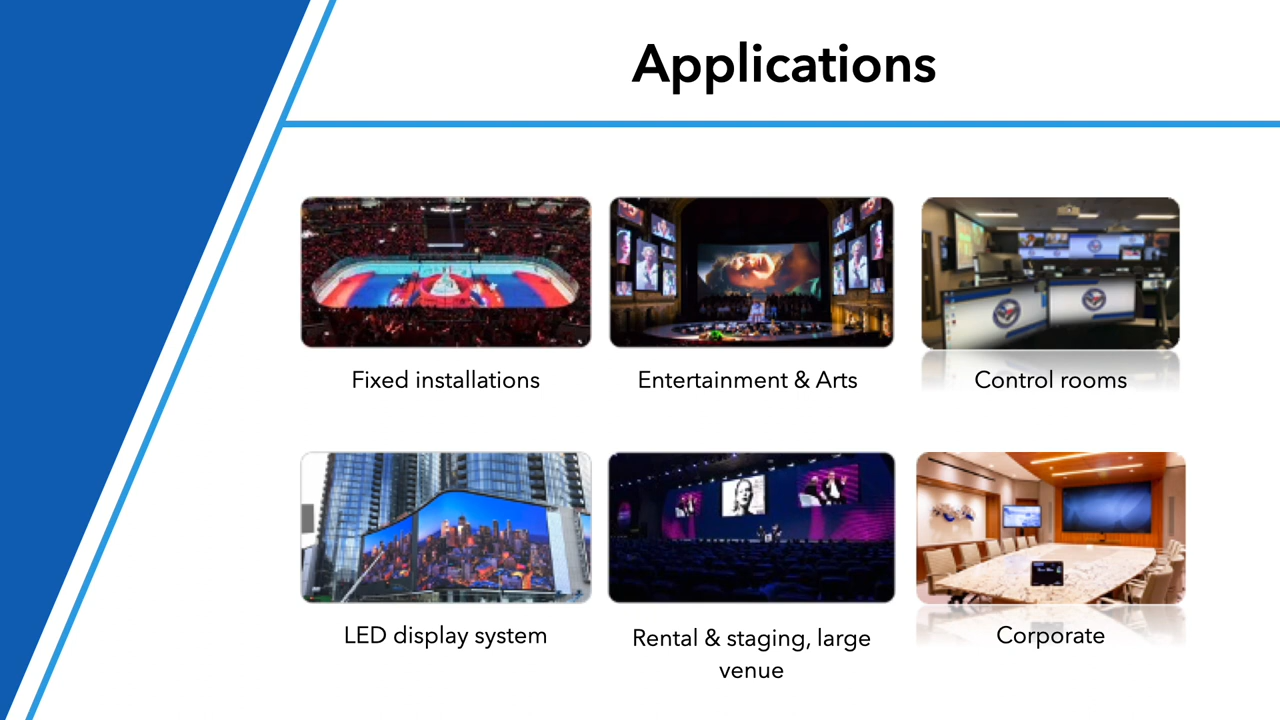 Applications
Fixed installations
Entertainment & Arts
Control rooms
LED display system
Rental & staging, large
venue
Corporate